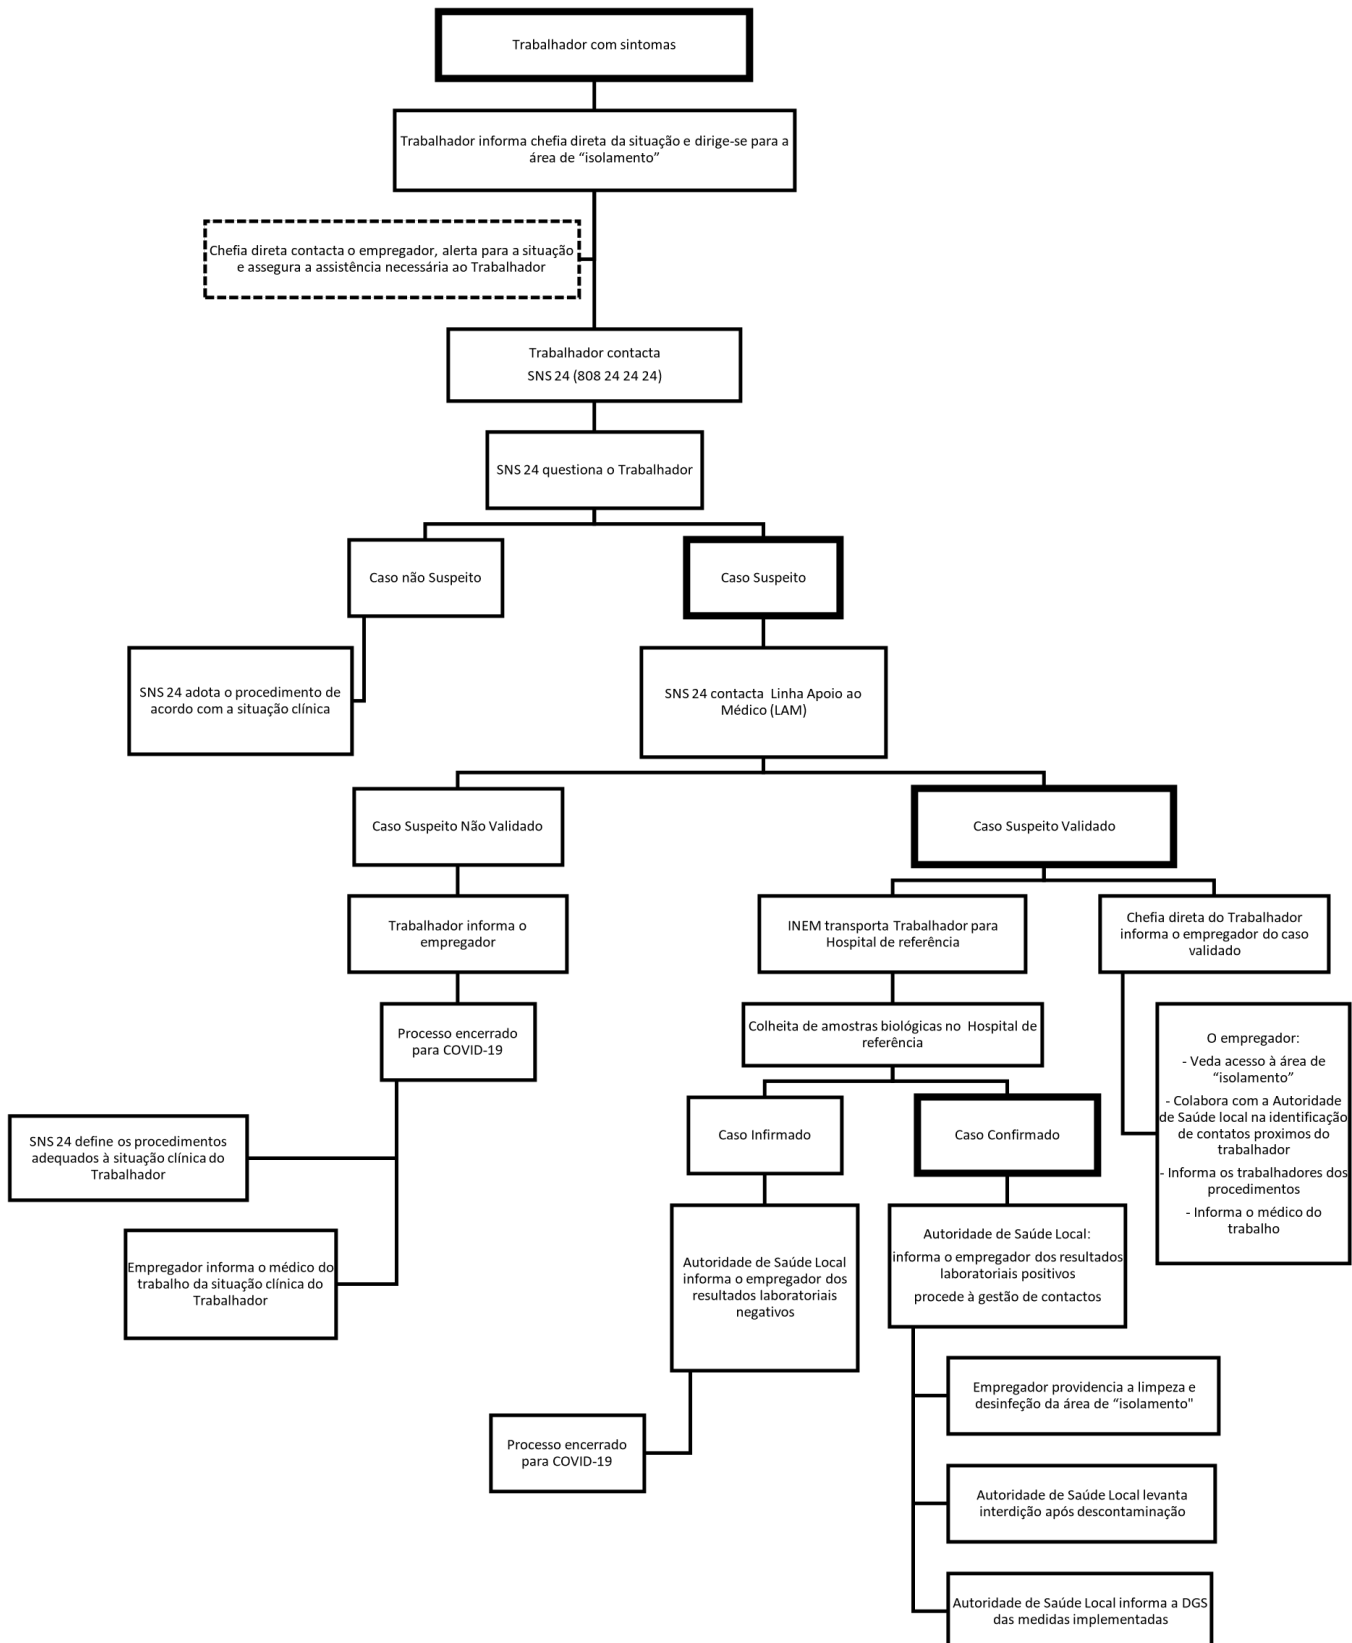 Trabalhador com sintomas
Trabalhador informa chefia direta da situação e dirige-se para a
área de “isolamento”
Chefia direta contacta o empregador, alerta para a situação
e assegura a assistência necessária ao Trabalhador
Trabalhador contacta
SNS 24 (808 24 24 24)
SNS 24 questiona o Trabalhador
Caso não Suspeito
Caso Suspeito
SNS 24 adota o procedimento de
acordo com a situação clínica
SNS 24 contacta Linha Apoio ao
Médico (LAM)
Caso Suspeito Não Validado
Caso Suspeito Validado
Trabalhador informa o
empregador
INEM transporta Trabalhador para
Hospital de referência
Chefia direta do Trabalhador
informa o empregador do caso
validado
Processo encerrado
para COVID-19
Colheita de amostras biológicas no Hospital de
referência
O empregador:
- Veda acesso à área de
“isolamento”
- Colabora com a Autoridade
de Saúde local na identificação
de contatos proximos do
trabalhador
- Informa os trabalhadores dos
procedimentos
- Informa o médico do
trabalho
SNS 24 define os procedimentos
adequados à situação clínica do
Trabalhador
Caso Infirmado
Caso Confirmado
Empregador informa o médico do
trabalho da situação clínica do
Trabalhador
Autoridade de Saúde Local
informa o empregador dos
resultados laboratoriais
negativos
Autoridade de Saúde Local:
informa o empregador dos resultados
laboratoriais positivos
procede à gestão de contactos
Processo encerrado
para COVID-19
Empregador providencia a limpeza e
desinfeção da área de “isolamento"
Autoridade de Saúde Local levanta
interdição após descontaminação
Autoridade de Saúde Local informa a DGS
das medidas implementadas